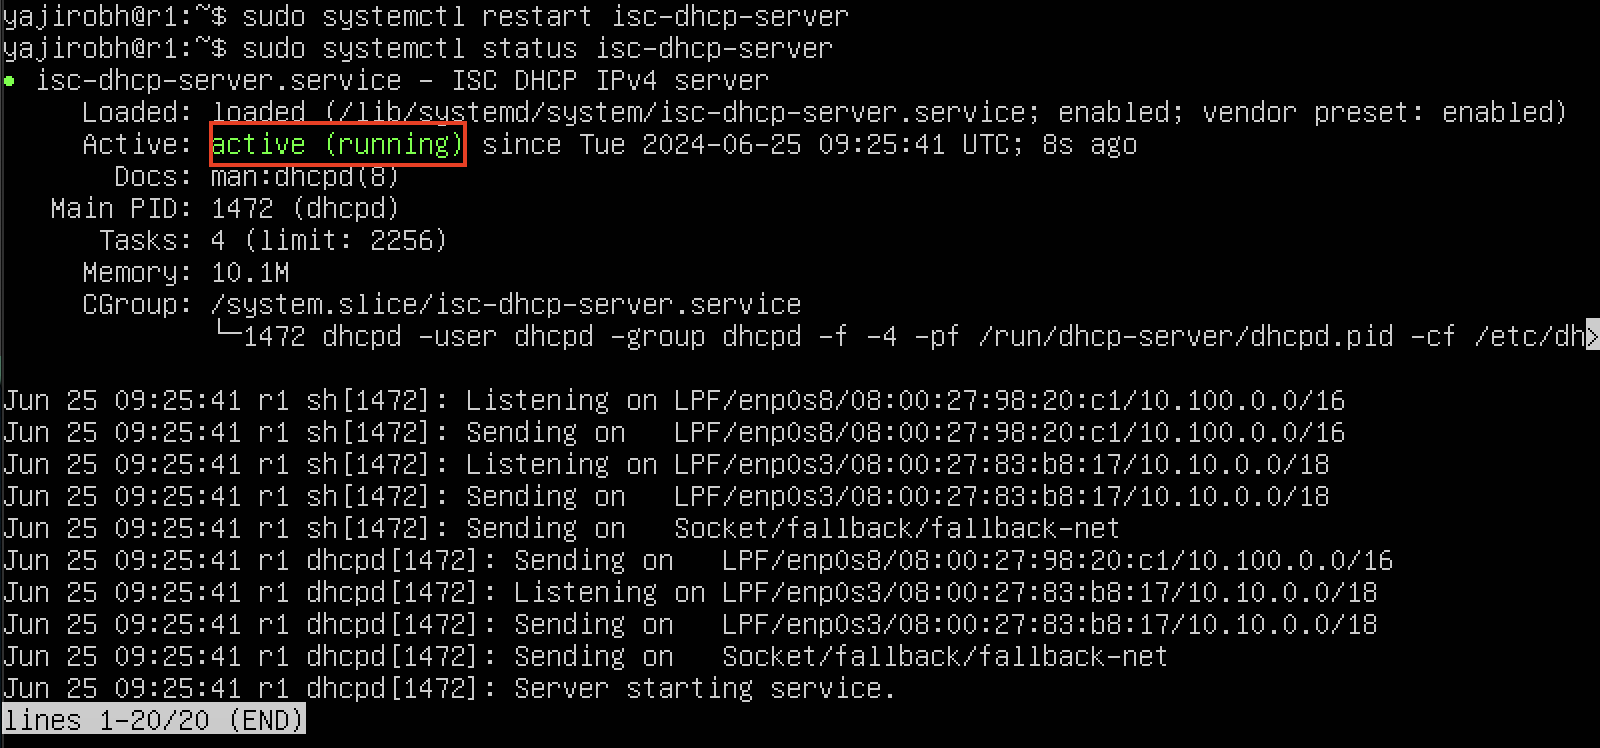 yajirobh@r1:~$ sudo systemctl restart isc-dhcp-server
yajirobh@r1:~$ sudo systemctl status isc-dhcp-server
● isc-dhcp-server.service - ISC DHCP IPv4 server
     Loaded: loaded (/lib/systemd/system/isc-dhcp-server.service; enabled; vendor preset: enabled)
     Active: active (running) since Tue 2024-06-25 09:25:41 UTC; 8s ago
       Docs: man:dhcpd(8)
   Main PID: 1472 (dhcpd)
      Tasks: 4 (limit: 2256)
     Memory: 10.1M
     CGroup: /system.slice/isc-dhcp-server.service
             └─1472 dhcpd -user dhcpd -group dhcpd -f -4 -pf /run/dhcp-server/dhcpd.pid -cf /etc/dh>
Jun 25 09:25:41 r1 sh[1472]: Listening on LPF/enp0s8/08:00:27:98:20:c1/10.100.0.0/16
Jun 25 09:25:41 r1 sh[1472]: Sending on   LPF/enp0s8/08:00:27:98:20:c1/10.100.0.0/16
Jun 25 09:25:41 r1 sh[1472]: Listening on LPF/enp0s3/08:00:27:83:b8:17/10.10.0.0/18
Jun 25 09:25:41 r1 sh[1472]: Sending on   LPF/enp0s3/08:00:27:83:b8:17/10.10.0.0/18
Jun 25 09:25:41 r1 sh[1472]: Sending on   Socket/fallback/fallback-net
Jun 25 09:25:41 r1 dhcpd[1472]: Sending on   LPF/enp0s8/08:00:27:98:20:c1/10.100.0.0/16
Jun 25 09:25:41 r1 dhcpd[1472]: Listening on LPF/enp0s3/08:00:27:83:b8:17/10.10.0.0/18
Jun 25 09:25:41 r1 dhcpd[1472]: Sending on   LPF/enp0s3/08:00:27:83:b8:17/10.10.0.0/18
Jun 25 09:25:41 r1 dhcpd[1472]: Sending on   Socket/fallback/fallback-net
Jun 25 09:25:41 r1 dhcpd[1472]: Server starting service.
lines 1-20/20 (END)